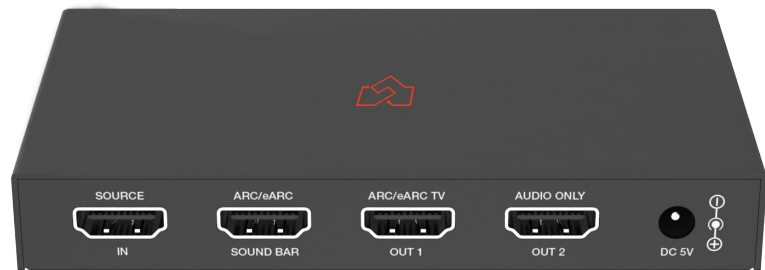 SOURCE ARC/eARC ARC/eARC TV AUDIO ONLY
IN SOUND BAR OUT 1 OUT 2 DC 5V